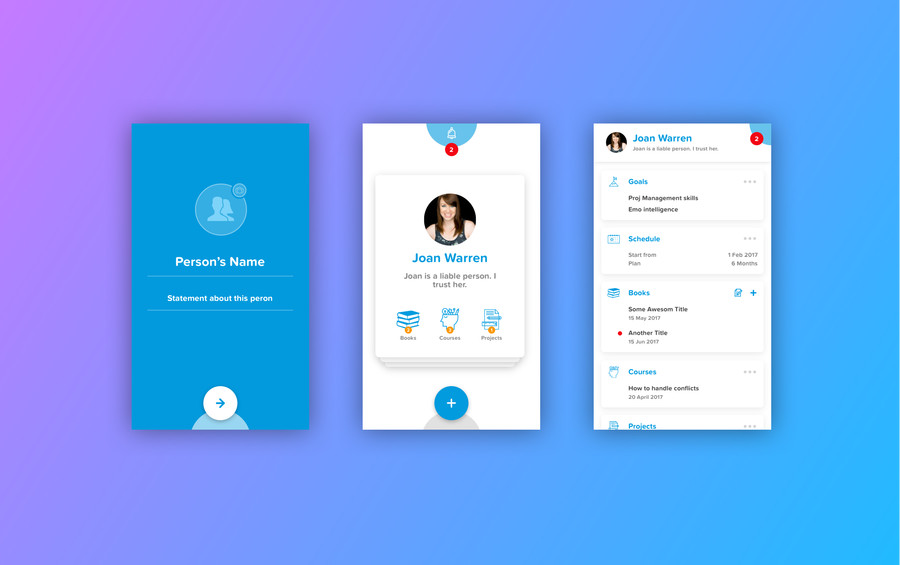 Person's Name
Statement about this peron
2
Joan Warren
Joan is a liable person. I
trust her.
Books
Courses
Projects
Joan Warren
Joan is a liable person. I trust her.
2
Goals
Proj Management skills
Emo intelligence
Schedule
Start from 1 Feb 2017
Plan 6 Months
Books
Some Awesom Title
15 May 2017
Another Title
15 Jun 2017
Courses
How to handle conflicts
20 April 2017
Projects